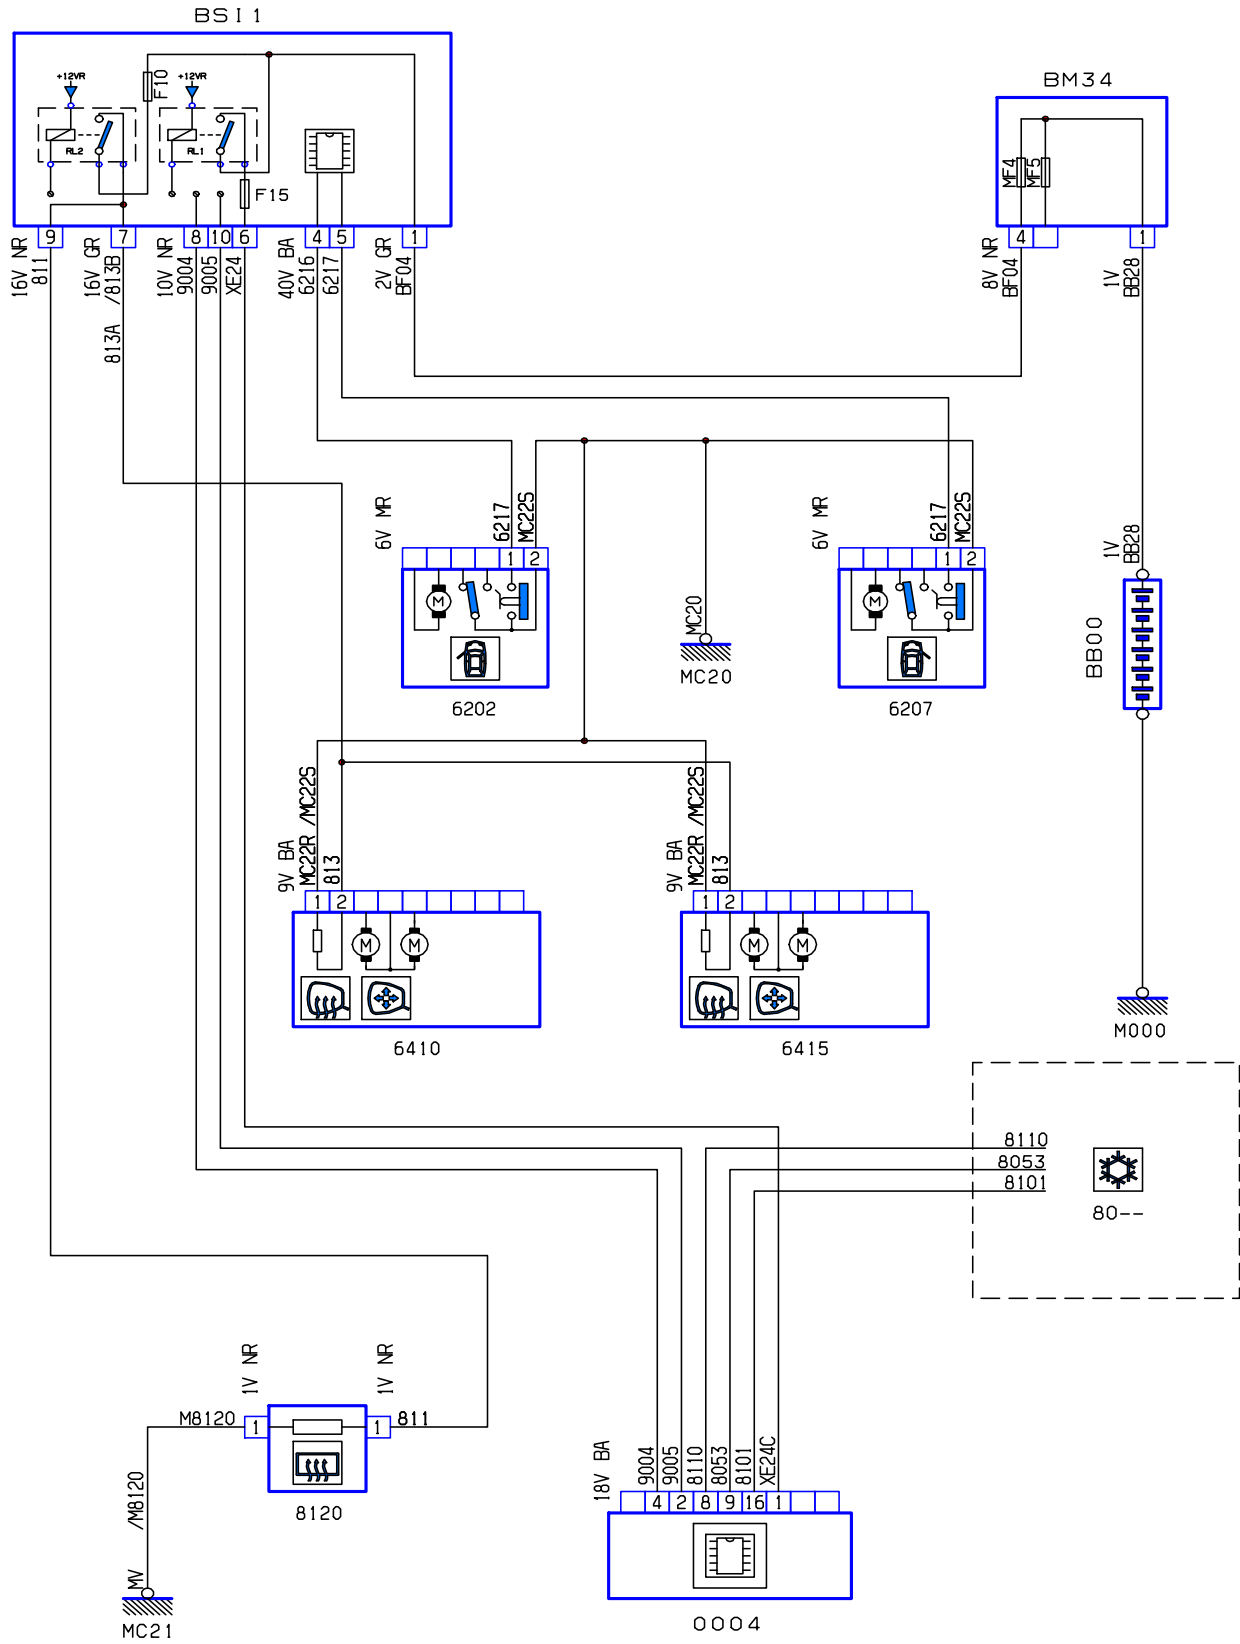 BSI1
BM34
+12VR
F10
+12VR
RL2
RL1
F15
MF4
MF5
9
7
8
10
6
4
5
1
4
1
16V NR
811
16V GR
/813B
10V NR
9004
9005
XE24
40V BA
6216
6217
2V GR
BF04
8V NR
BF04
1V
BB28
813A
6V MR
6217
MC22S
6V MR
6217
MC22S
1V
BB28
1
2
1
2
M
M
MC20
MC20
BB00
6202
6207
9V BA
MC22R /MC22S
813
9V BA
MC22R /MC22S
813
1
2
1
2
M
M
M
M
6410
6415
M000
8110
8053
8101
80--
1V NR
1V NR
M8120
1
1
811
8120
/M8120
MV
MC21
18V BA
9004
9005
8110
8053
8101
XE24C
4
2
8
9
16
1
0004